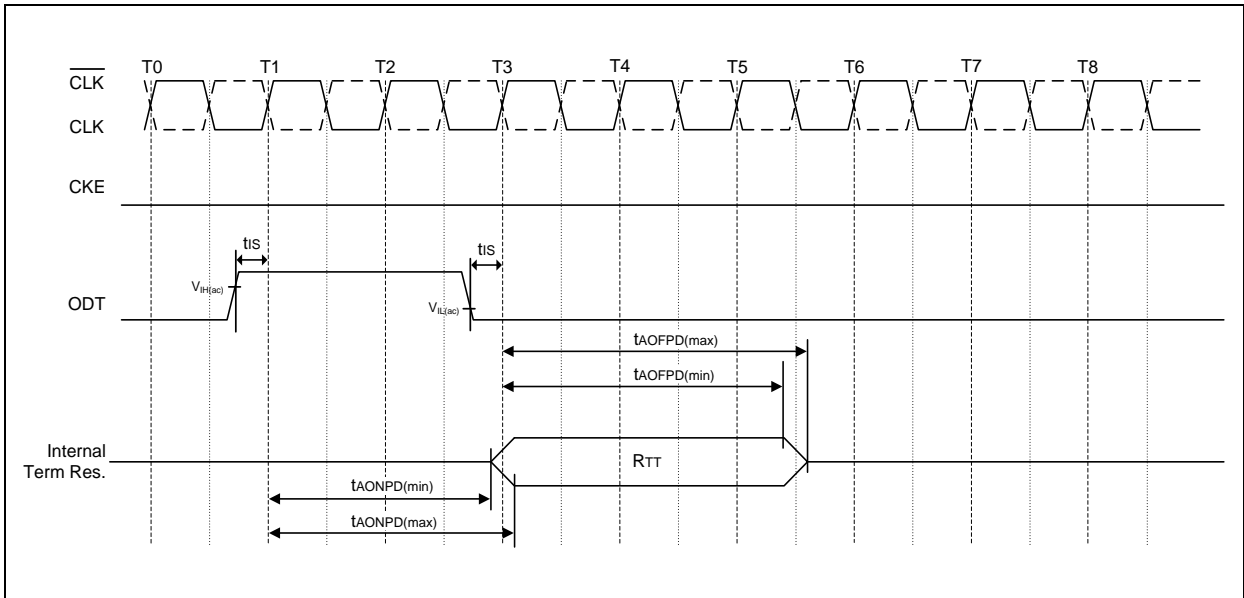 T0 T1 T2 T3 T4 T5 T6 T7 T8
CLK
CLK
CKE
tIS
tIS
VIH(ac)
ODT
VIL(ac)
tAOFPD(max)
tAOFPD(min)
Internal
Term Res.
RTT
tAONPD(min)
tAONPD(max)